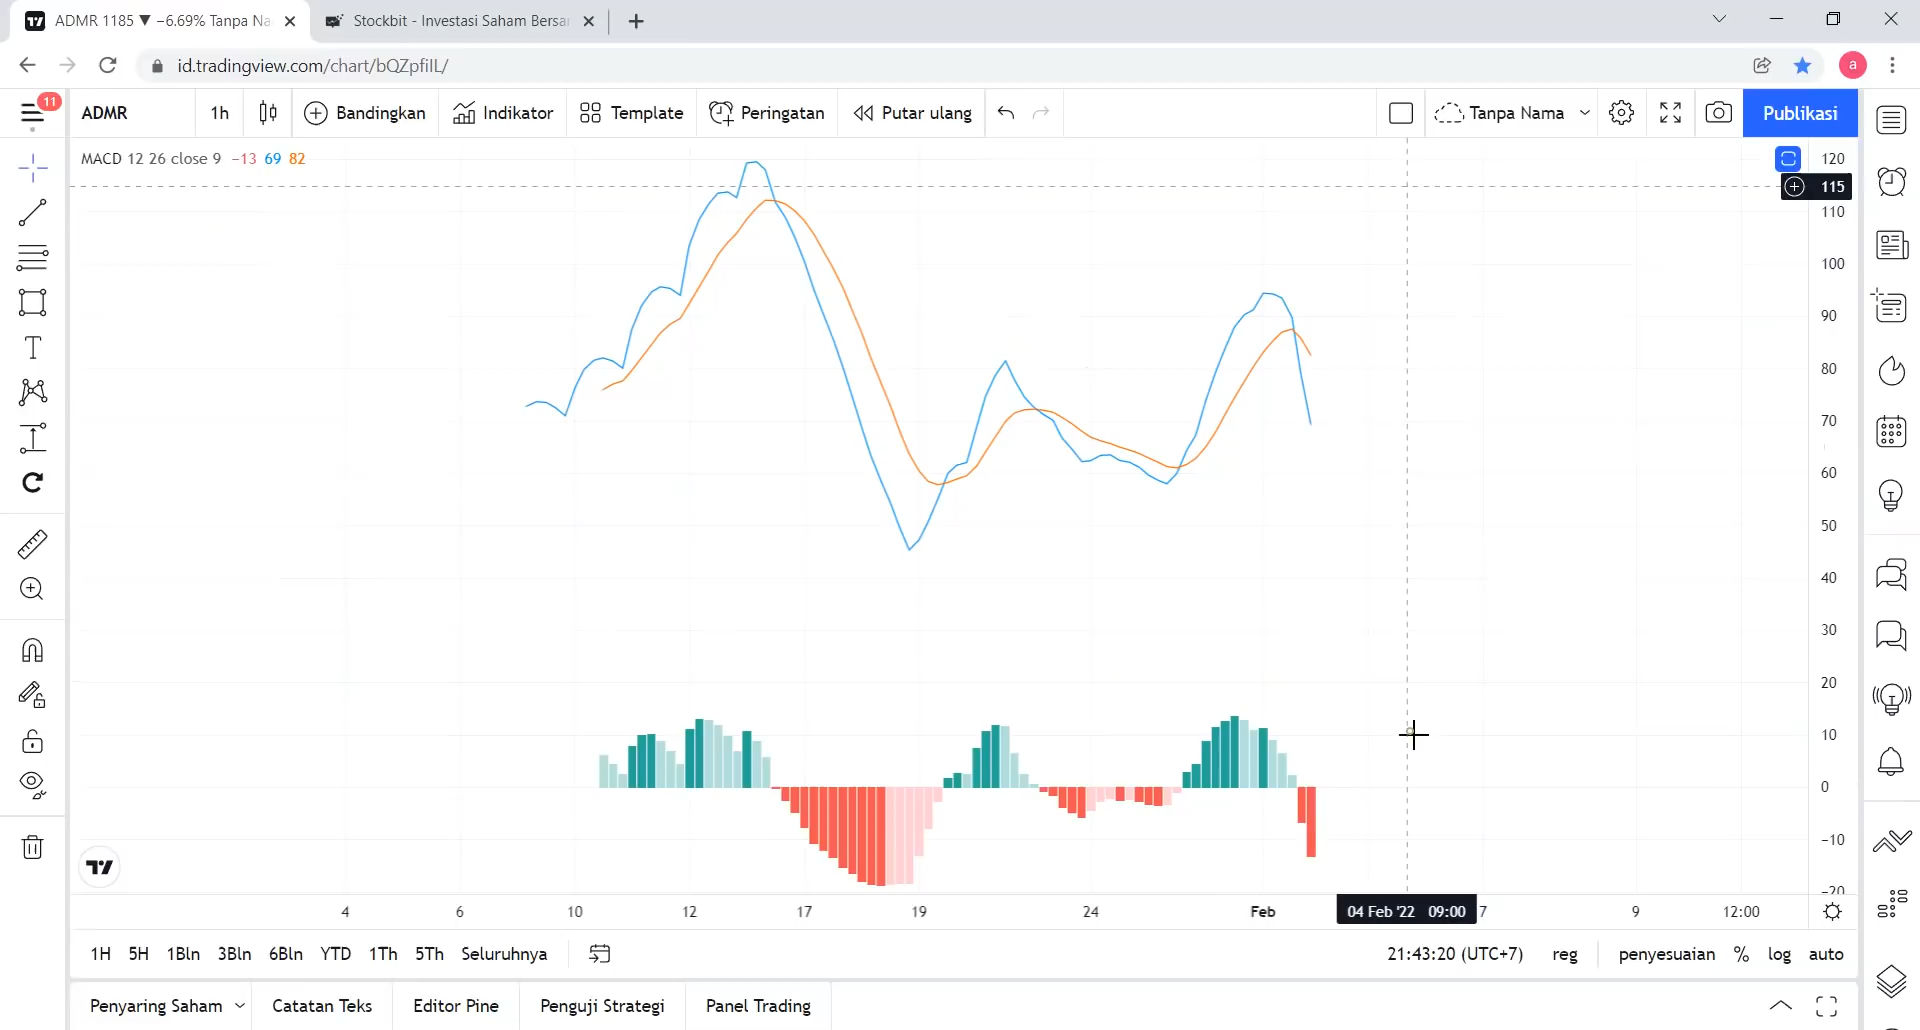 ADMR 1185 ▼ −6.69% Tanpa Na
Stockbit - Investasi Saham Bersar
id.tradingview.com/chart/bQZpfiIL/
a
11
ADMR 1h Bandingkan Indikator Template Peringatan Putar ulang Tanpa Nama Publikasi
MACD 12 26 close 9 −13 69 82
120
115
110
100
90
80
70
60
50
40
30
20
10
0
−10
−20
4 6 10 12 17 19 24 Feb 04 Feb '22 09:00 7 9 12:00
1H 5H 1Bln 3Bln 6Bln YTD 1Th 5Th Seluruhnya 21:43:20 (UTC+7) reg penyesuaian % log auto
Penyaring Saham Catatan Teks Editor Pine Penguji Strategi Panel Trading